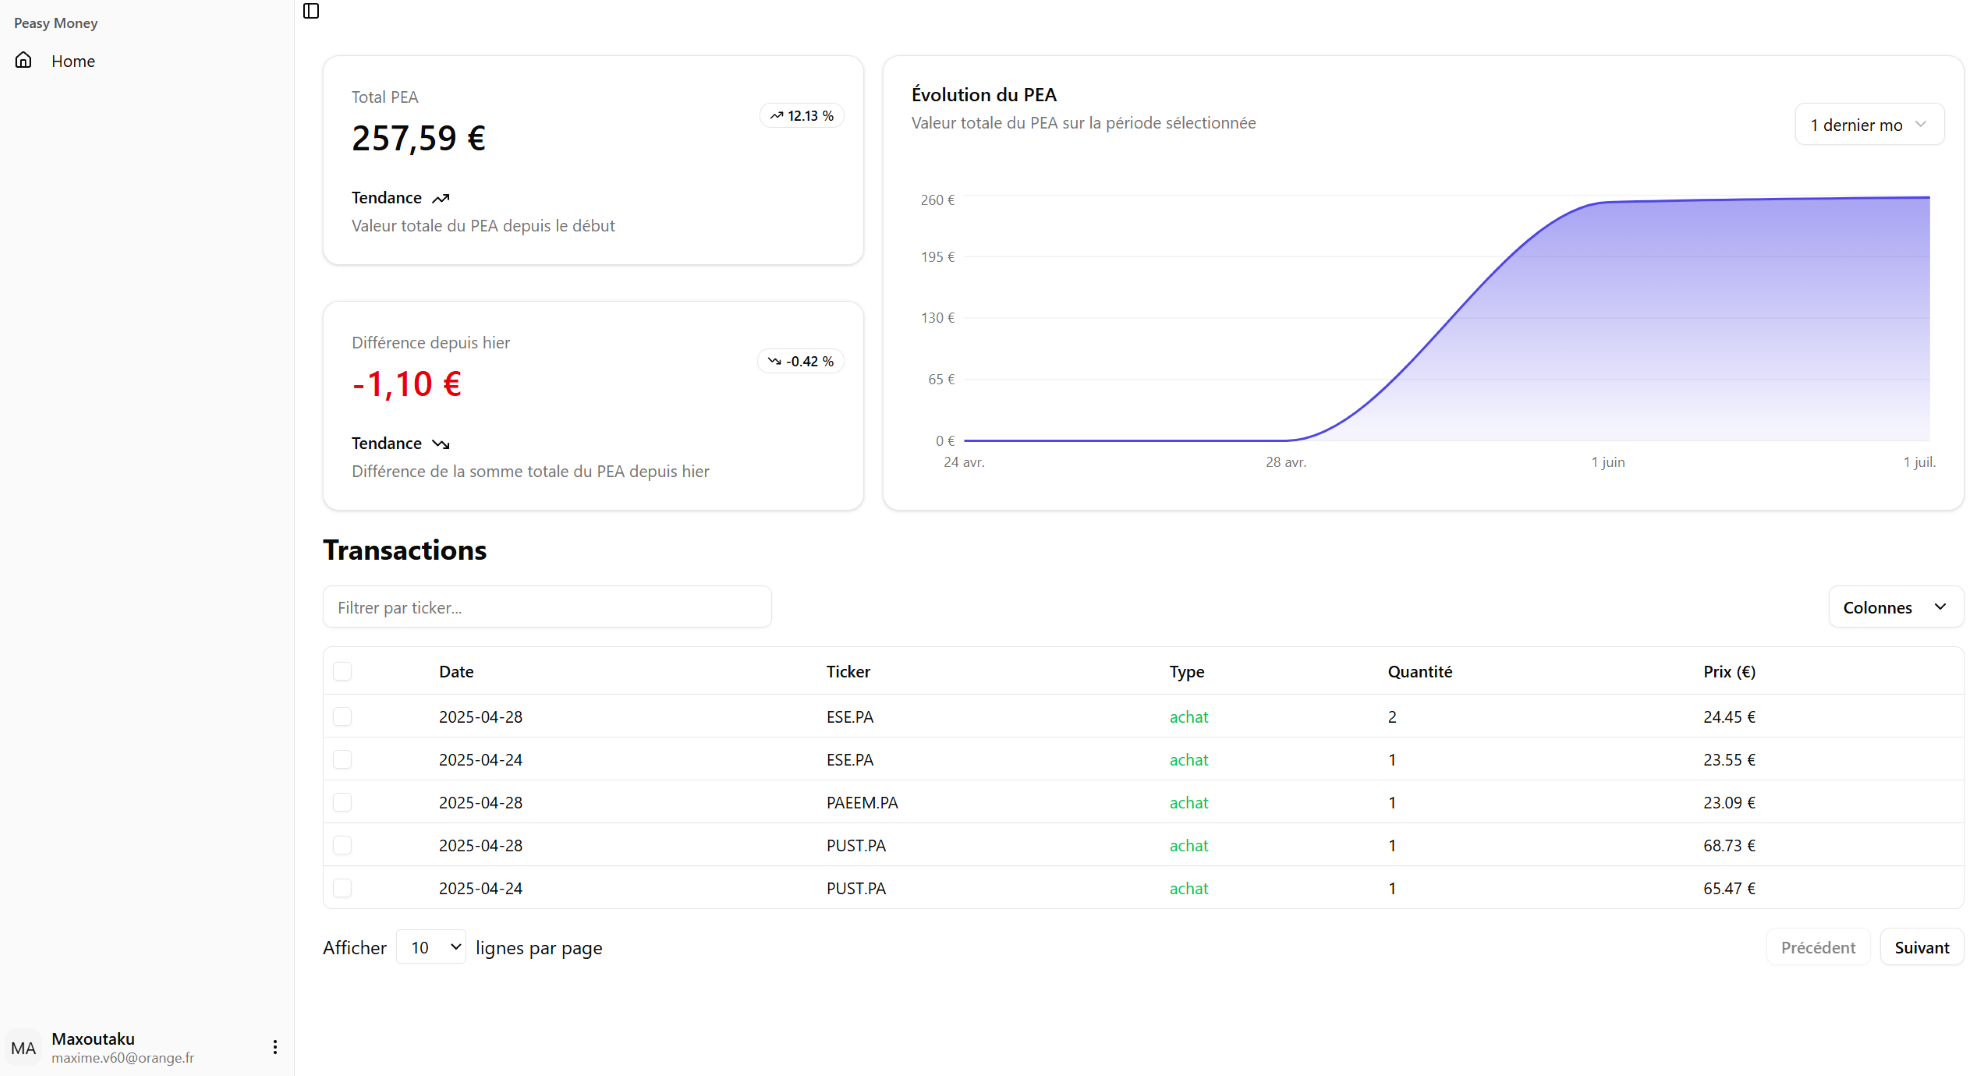 Peasy Money
Home
Total PEA
257,59 €
12.13 %
Tendance
Valeur totale du PEA depuis le début
Différence depuis hier
-1,10 €
-0.42 %
Tendance
Différence de la somme totale du PEA depuis hier
Évolution du PEA
Valeur totale du PEA sur la période sélectionnée
1 dernier mo
260 €
195 €
130 €
65 €
0 €
24 avr. 28 avr. 1 juin 1 juil.
Transactions
Filtrer par ticker...
Colonnes
Date Ticker Type Quantité Prix (€)
2025-04-28 ESE.PA achat 2 24.45 €
2025-04-24 ESE.PA achat 1 23.55 €
2025-04-28 PAEEM.PA achat 1 23.09 €
2025-04-28 PUST.PA achat 1 68.73 €
2025-04-24 PUST.PA achat 1 65.47 €
Afficher 10 lignes par page
Précédent Suivant
MA
Maxoutaku
maxime.v60@orange.fr